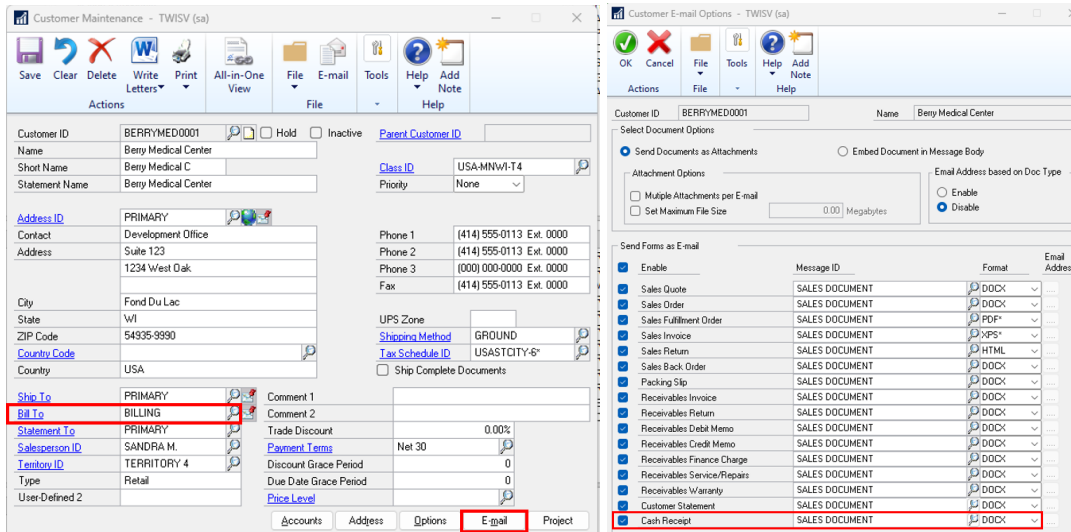 Customer Maintenance - TWISV (sa)
Save Clear Delete Write Letters Print All-in-One View File E-mail Tools Help Add Note
Actions File Help
Customer ID BERRYMED0001 Hold Inactive Parent Customer ID
Name Berry Medical Center
Short Name Berry Medical C Class ID USA-MNWI-T4
Statement Name Berry Medical Center Priority None
Address ID PRIMARY
Contact Development Office Phone 1 (414) 555-0113 Ext. 0000
Address Suite 123 Phone 2 (414) 555-0113 Ext. 0000
1234 West Oak Phone 3 (000) 000-0000 Ext. 0000
Fax (414) 555-0113 Ext. 0000
City Fond Du Lac
State WI UPS Zone
ZIP Code 54935-9990 Shipping Method GROUND
Country Code Tax Schedule ID USASTCITY-6*
Country USA Ship Complete Documents
Ship To PRIMARY Comment 1
Bill To BILLING Comment 2
Statement To PRIMARY Trade Discount 0.00%
Salesperson ID SANDRA M. Payment Terms Net 30
Territory ID TERRITORY 4 Discount Grace Period 0
Type Retail Due Date Grace Period 0
User-Defined 2 Price Level
Accounts Address Options E-mail Project
Customer E-mail Options - TWISV (sa)
OK Cancel File Tools Help Add Note
Actions File Help
Customer ID BERRYMED0001 Name Berry Medical Center
Select Document Options
Send Documents as Attachments Embed Document in Message Body
Attachment Options Email Address based on Doc Type
Mutiple Attachments per E-mail Enable
Set Maximum File Size 0.00 Megabytes Disable
Send Forms as E-mail
Enable Message ID Format Email Addres
Sales Quote SALES DOCUMENT DOCX
Sales Order SALES DOCUMENT DOCX
Sales Fulfillment Order SALES DOCUMENT PDF*
Sales Invoice SALES DOCUMENT XPS*
Sales Return SALES DOCUMENT HTML
Sales Back Order SALES DOCUMENT DOCX
Packing Slip SALES DOCUMENT DOCX
Receivables Invoice SALES DOCUMENT DOCX
Receivables Return SALES DOCUMENT DOCX
Receivables Debit Memo SALES DOCUMENT DOCX
Receivables Credit Memo SALES DOCUMENT DOCX
Receivables Finance Charge SALES DOCUMENT DOCX
Receivables Service/Repairs SALES DOCUMENT DOCX
Receivables Warranty SALES DOCUMENT DOCX
Customer Statement SALES DOCUMENT DOCX
Cash Receipt SALES DOCUMENT DOCX